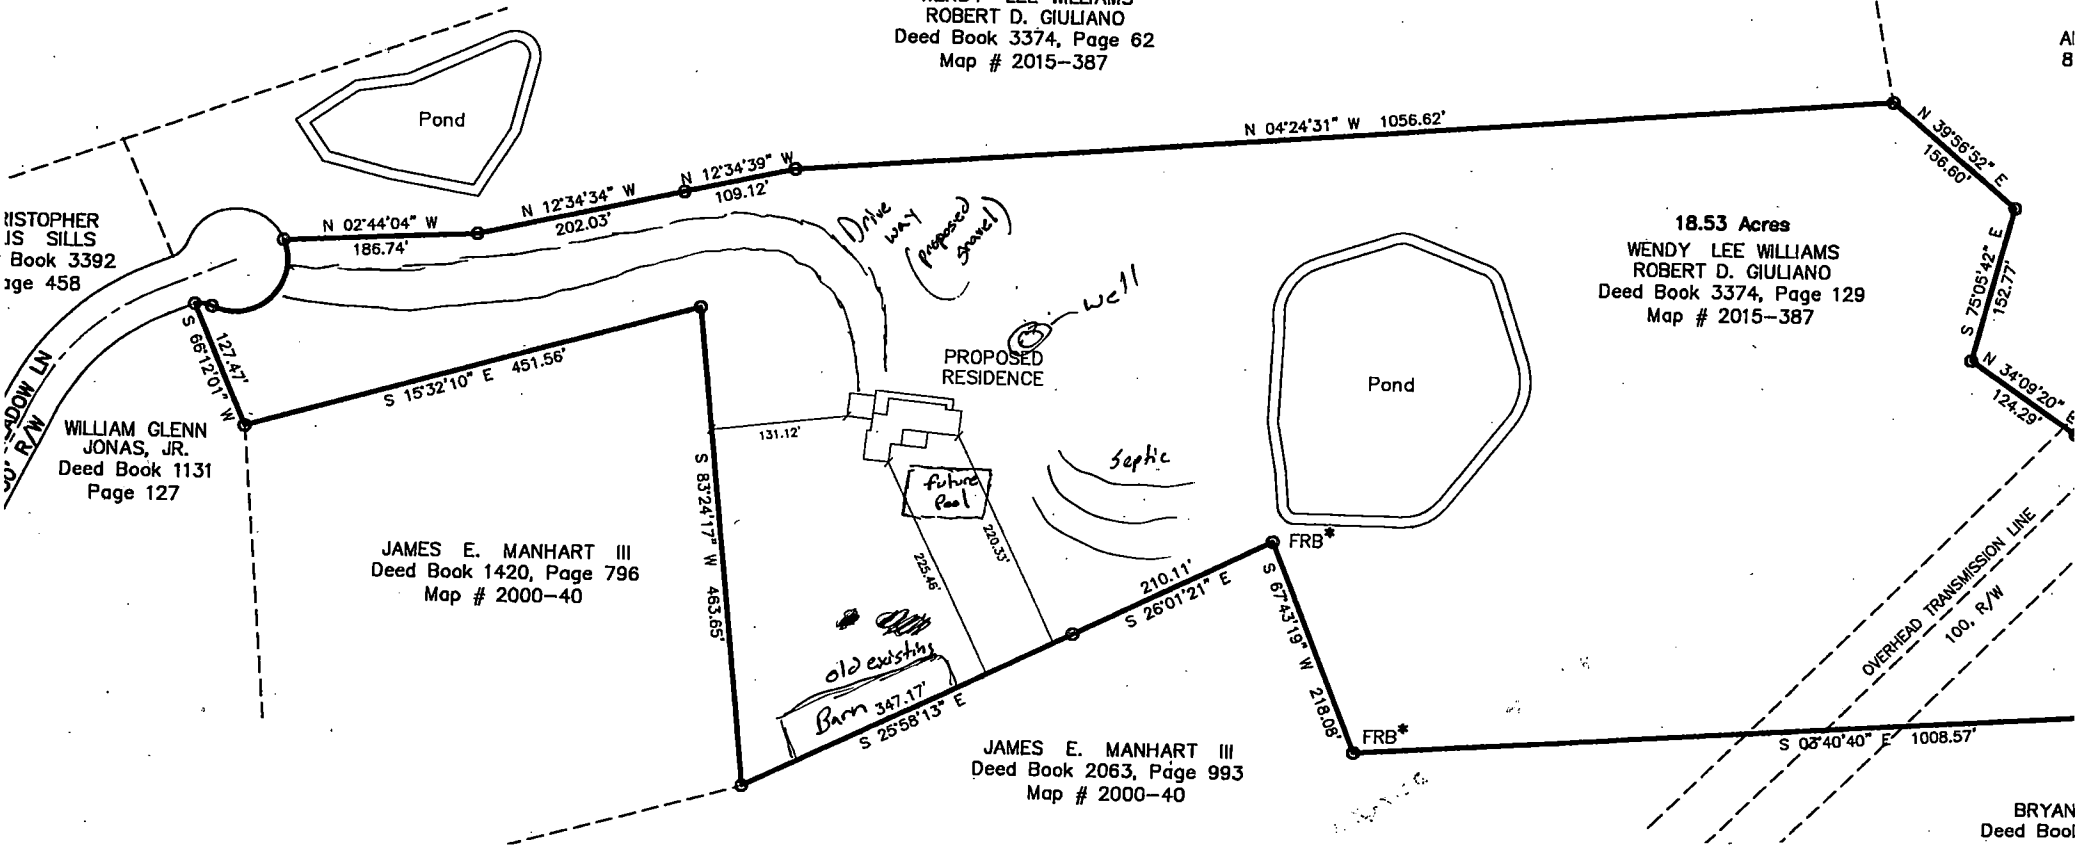 ROBERT D. GIULIANO
Deed Book 3374, Page 62
Map # 2015-387
Pond
N 04°24'31" W 1056.62'
N 39°56'52" E
156.60'
N 12°34'39" W
109.12'
N 12°34'34" W
202.03'
N 02°44'04" W
186.74'
Drive
way
(proposed
gravel)
18.53 Acres
WENDY LEE WILLIAMS
ROBERT D. GIULIANO
Deed Book 3374, Page 129
Map # 2015-387
S 75°05'42" E
152.77'
RISTOPHER
SILLS
Book 3392
458
well
PROPOSED
RESIDENCE
Pond
N 34°09'20" E
124.29'
S 66°12'01" W
127.47'
S 15°32'10" E 451.56'
ADOW LN
R/W
WILLIAM GLENN
JONAS, JR.
Deed Book 1131
Page 127
131.12'
Septic
future
Pool
S 83°24'17" W 463.65'
225.46'
220.33'
JAMES E. MANHART III
Deed Book 1420, Page 796
Map # 2000-40
FRB*
210.11'
S 26°01'21" E
S 67°43'19" W 218.08'
OVERHEAD TRANSMISSION LINE
100, R/W
old existing
Barn
347.17'
S 25°58'13" E
FRB*
S 03°40'40" E 1008.57'
JAMES E. MANHART III
Deed Book 2063, Page 993
Map # 2000-40
BRYAN
Deed Book